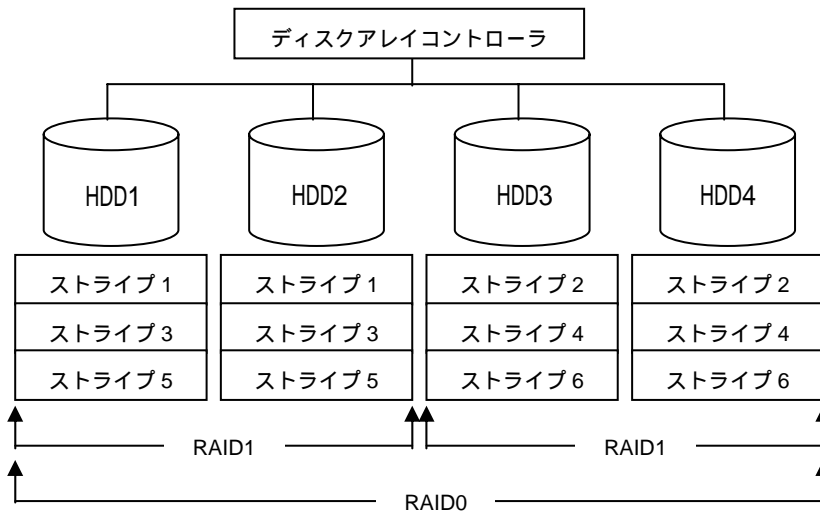 ディスクアレイコントローラ
HDD1
HDD2
HDD3
HDD4
ストライプ 1
ストライプ 1
ストライプ 2
ストライプ 2
ストライプ 3
ストライプ 3
ストライプ 4
ストライプ 4
ストライプ 5
ストライプ 5
ストライプ 6
ストライプ 6
RAID1
RAID1
RAID0